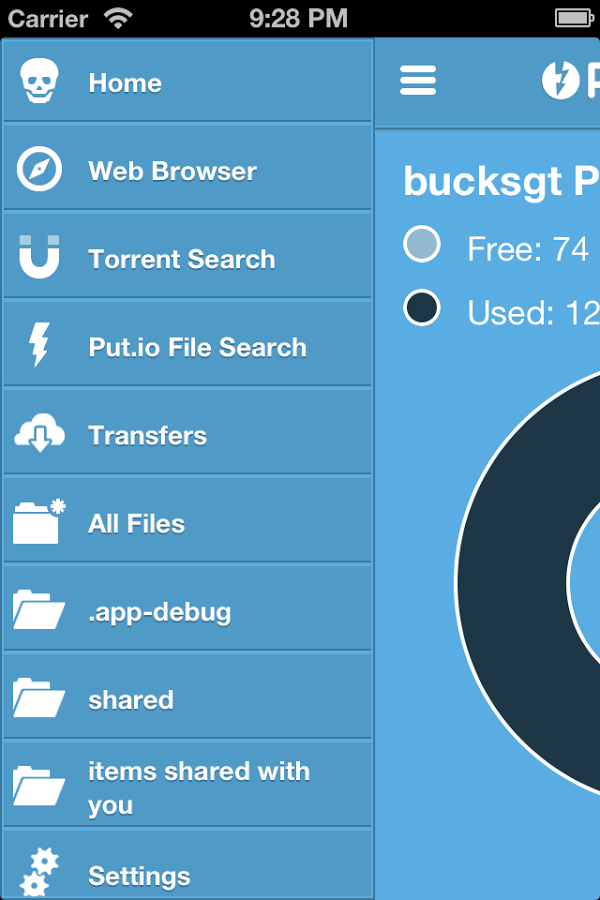 Carrier 9:28 PM
Home
Web Browser
Torrent Search
Put.io File Search
Transfers
All Files
.app-debug
shared
items shared with
you
Settings
bucksgt P
Free: 74
Used: 12